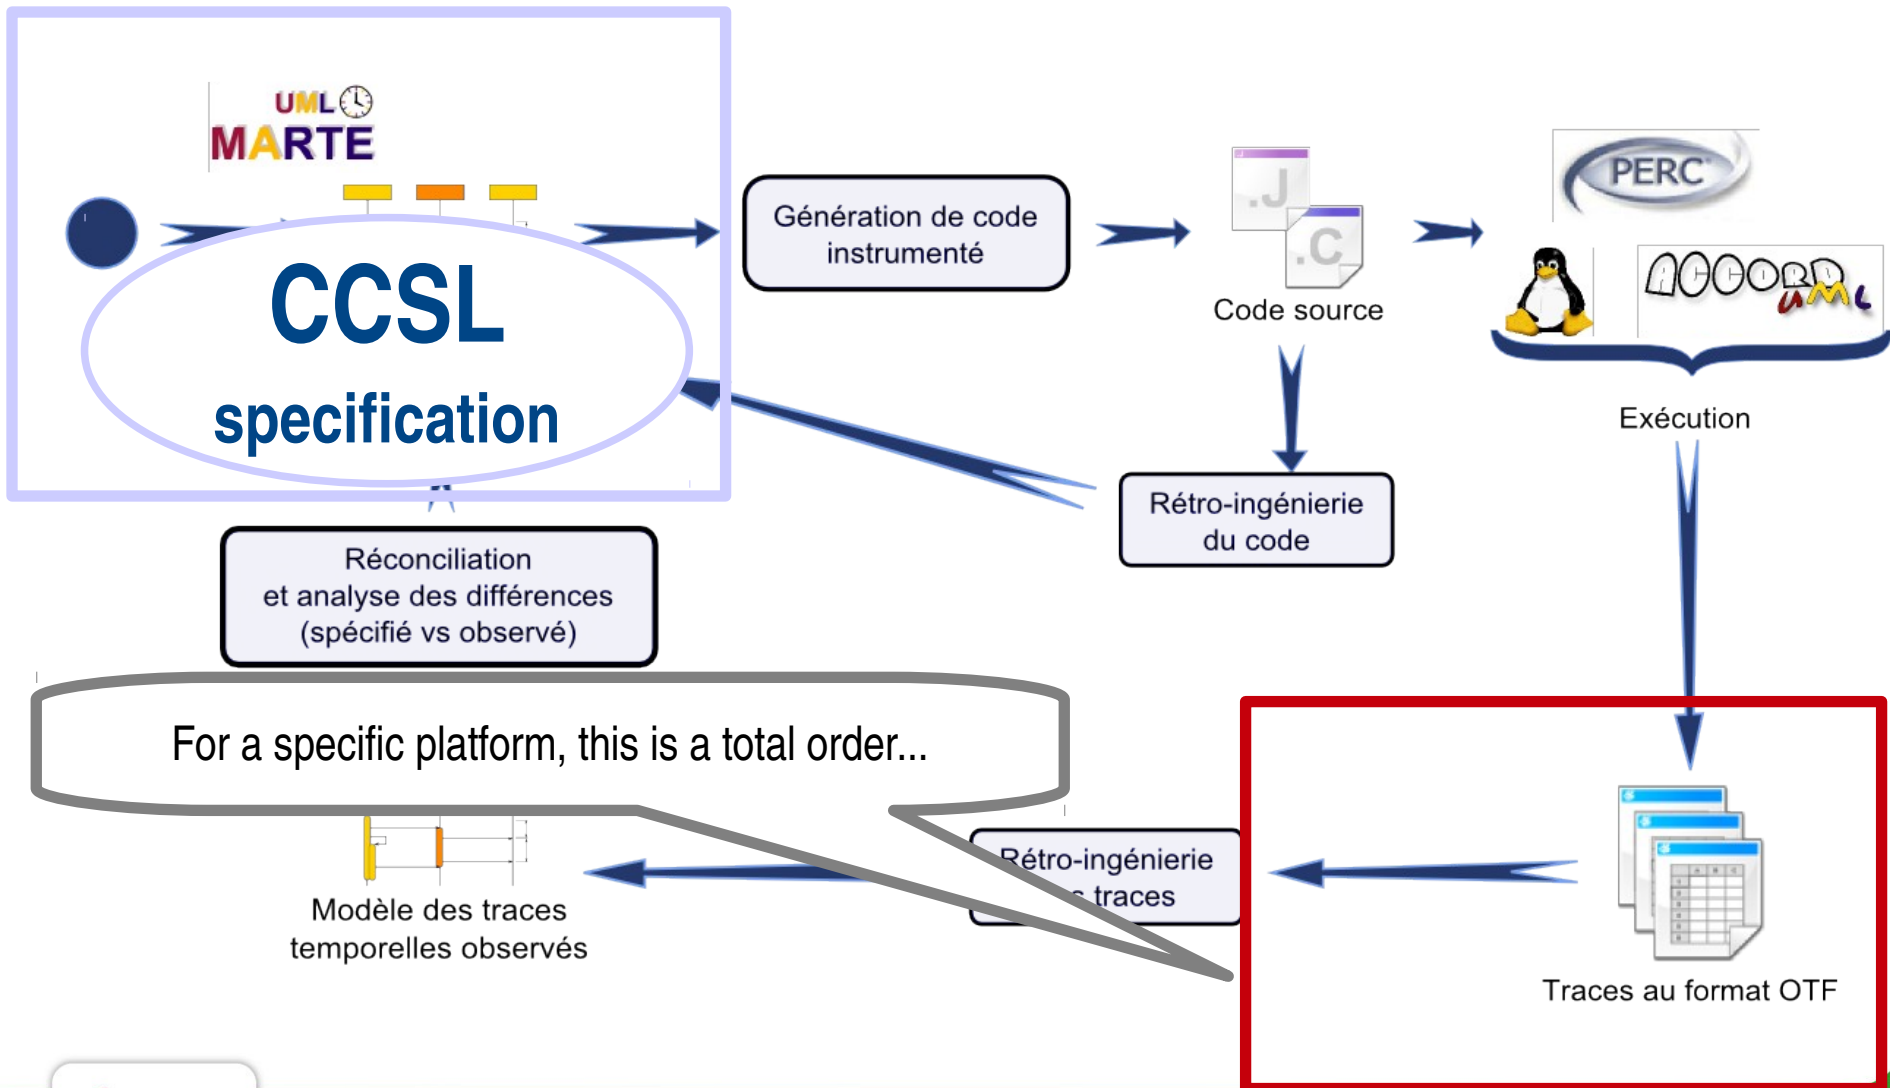 UML
MARTE
CCSL
specification
Génération de code
instrumenté
.J
.C
Code source
PERC
ACCORD
UML
Exécution
Rétro-ingénierie
du code
Réconciliation
et analyse des différences
(spécifié vs observé)
For a specific platform, this is a total order...
Rétro-ingénierie
traces
Modèle des traces
temporelles observés
Traces au format OTF